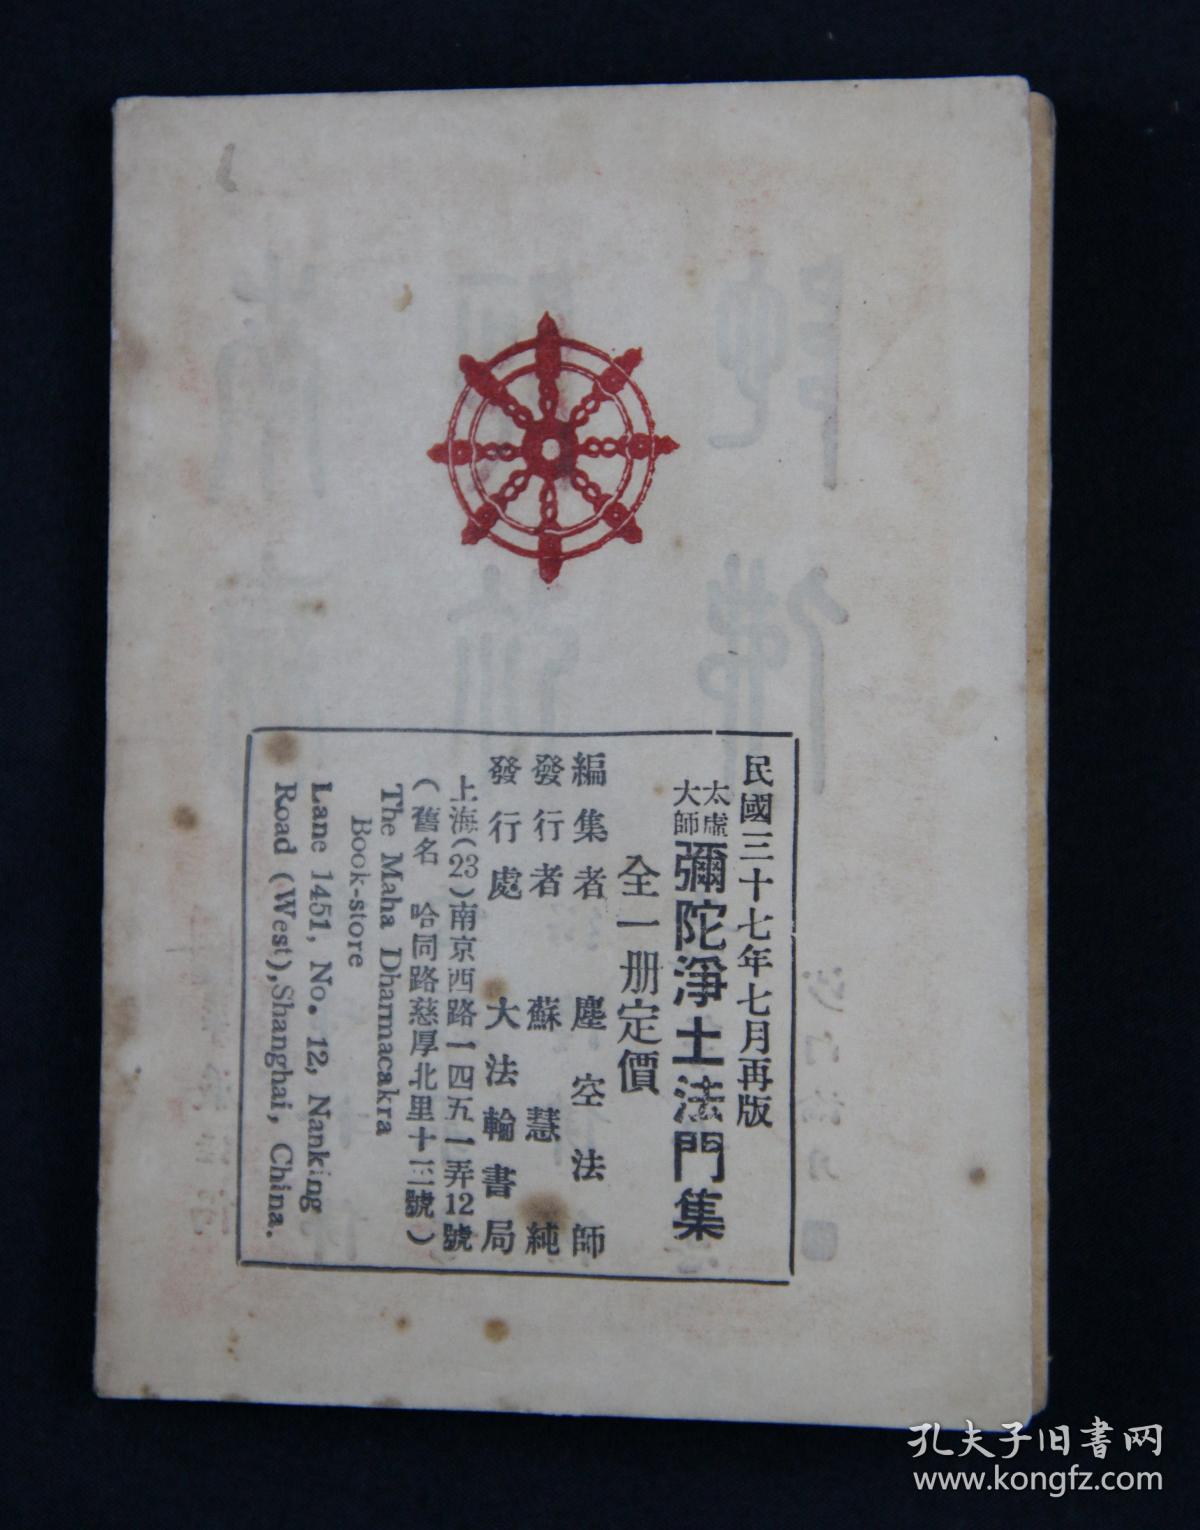 民國三十七年七月再版
太虛大師彌陀淨土法門集
全一册定價
編集者 塵空法師
發行者 蘇慧純
發行處 大法輪書局
上海(23)南京西路一四五一弄12號
(舊名 哈同路慈厚北里十三號)
The Maha Dharmacakra
Book-store
Lane 1451, No. 12, Nanking
Road (West), Shanghai, China.
孔夫子旧書网
www.kongfz.com